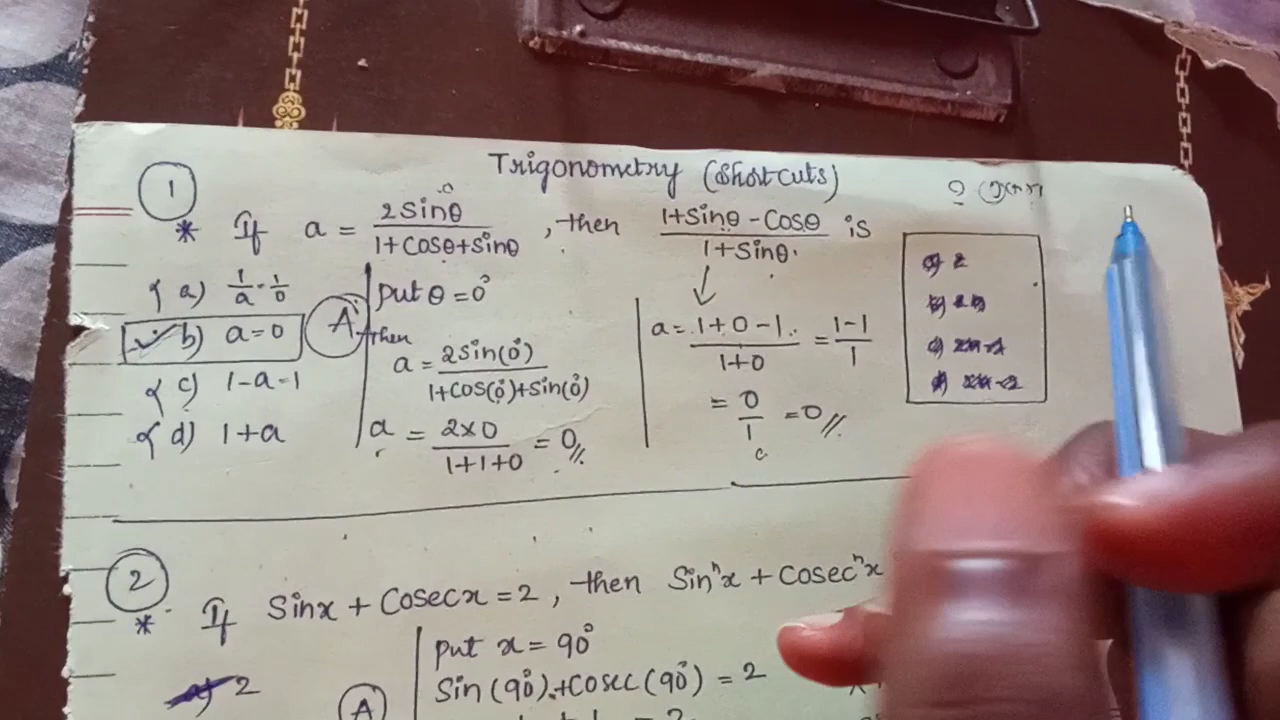 Trigonometry (Shortcuts)
1
* If a = 2sinθ / 1+cosθ+sinθ , then 1+sinθ-cosθ / 1+sinθ is
a) 1/a = 1/0
b) a=0
c) 1-a=1
d) 1+a
A
Put θ=0°
then
a = 2sin(0°) / 1+cos(0°)+sin(0°)
a = 2×0 / 1+1+0 = 0//
a = 1+0-1 / 1+0 = 1-1 / 1
= 0/1 = 0//
2
* If Sinx + Cosecx = 2, then Sinⁿx + Cosecⁿx
a) 2
A
Put x = 90°
Sin(90°)+Cosec(90°) = 2